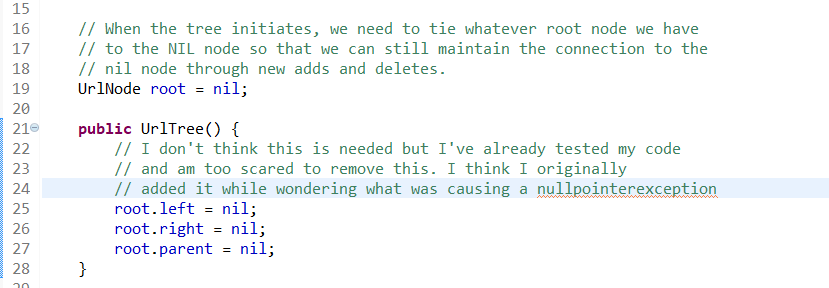 15
16 // When the tree initiates, we need to tie whatever root node we have
17 // to the NIL node so that we can still maintain the connection to the
18 // nil node through new adds and deletes.
19 UrlNode root = nil;
20
21 public UrlTree() {
22 // I don't think this is needed but I've already tested my code
23 // and am too scared to remove this. I think I originally
24 // added it while wondering what was causing a nullpointerexception
25 root.left = nil;
26 root.right = nil;
27 root.parent = nil;
28 }
29